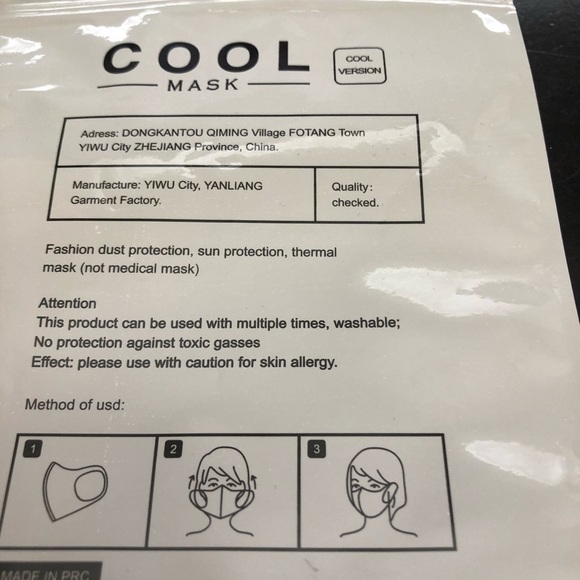 COOL
MASK
COOL
VERSION
Adress: DONGKANTOU QIMING Village FOTANG Town
YIWU City ZHEJIANG Province, China.
Manufacture: YIWU City, YANLIANG
Garment Factory.
Quality:
checked.
Fashion dust protection, sun protection, thermal
mask (not medical mask)
Attention
This product can be used with multiple times, washable;
No protection against toxic gasses
Effect: please use with caution for skin allergy.
Method of usd:
1
2
3
MADE IN PRC